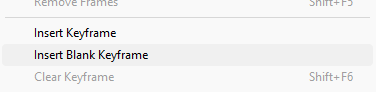 Remove Frames Shift+F5
Insert Keyframe
Insert Blank Keyframe
Clear Keyframe Shift+F6